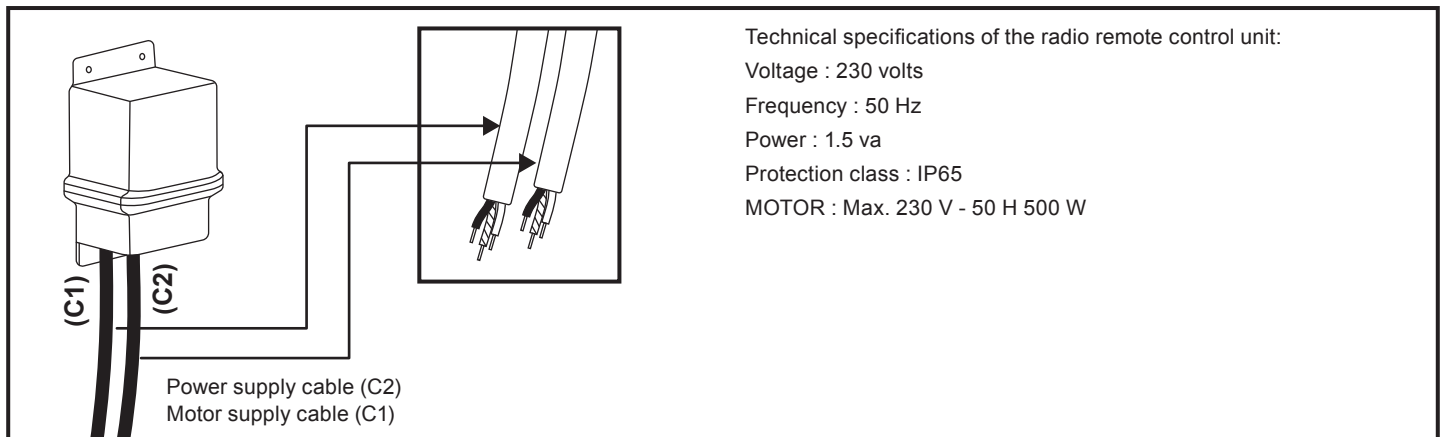 Technical specifications of the radio remote control unit:
Voltage : 230 volts
Frequency : 50 Hz
Power : 1.5 va
Protection class : IP65
MOTOR : Max. 230 V - 50 H 500 W
(C1)
(C2)
Power supply cable (C2)
Motor supply cable (C1)